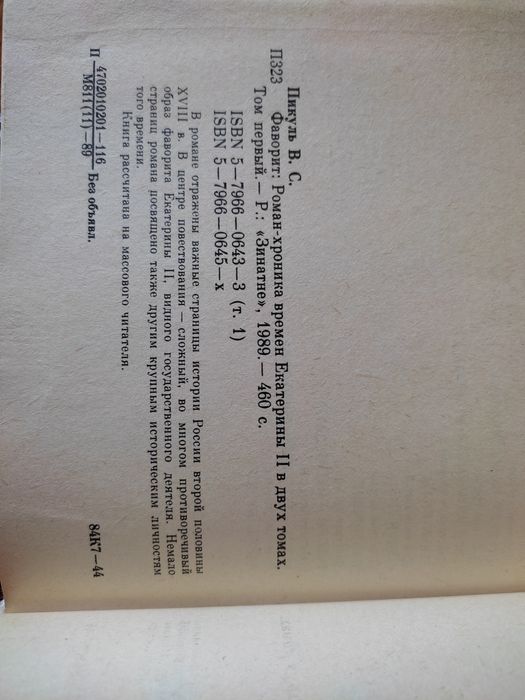 Пикуль В. С.
П323 Фаворит: Роман-хроника времен Екатерины II в двух томах.
Том первый.— Р.: «Зинатне», 1989.— 460 с.
ISBN 5—7966—0643—3 (т. 1)
ISBN 5—7966—0645—х
В романе отражены важные страницы истории России второй половины
XVIII в. В центре повествования — сложный, во многом противоречивый
образ фаворита Екатерины II, видного государственного деятеля. Немало
страниц романа посвящено также другим крупным историческим личностям
того времени.
Книга рассчитана на массового читателя.
П 4702010201—116
М811(11)—89 Без объявл.
84К7—44